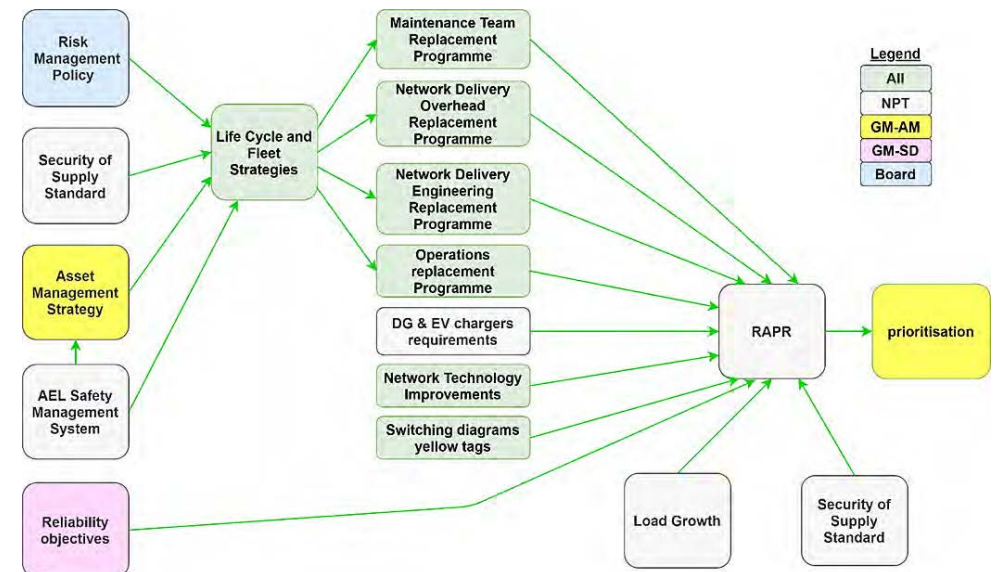 Risk
Management
Policy
Security of
Supply
Standard
Asset
Management
Strategy
AEL Safety
Management
System
Reliability
objectives
Life Cycle and
Fleet
Strategies
Maintenance Team
Replacement
Programme
Network Delivery
Overhead
Replacement
Programme
Network Delivery
Engineering
Replacement
Programme
Operations
replacement
Programme
DG & EV chargers
requirements
Network Technology
Improvements
Switching diagrams
yellow tags
RAPR
prioritisation
Load Growth
Security of
Supply
Standard
Legend
All
NPT
GM-AM
GM-SD
Board